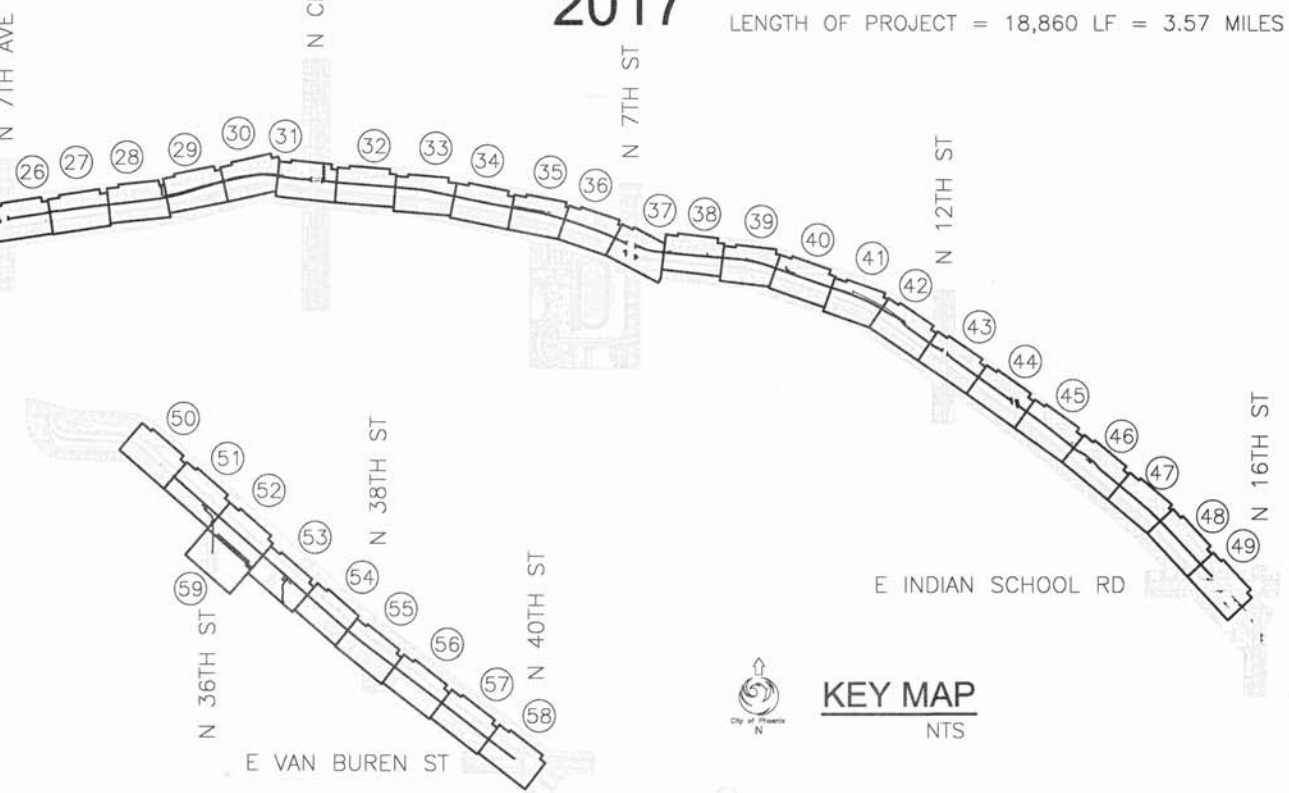 2017
LENGTH OF PROJECT = 18,860 LF = 3.57 MILES
N 7TH AVE
N
N 7TH ST
N 12TH ST
N 16TH ST
26
27
28
29
30
31
32
33
34
35
36
37
38
39
40
41
42
43
44
45
46
47
48
49
E INDIAN SCHOOL RD
50
51
52
53
54
55
56
57
58
59
N 38TH ST
N 40TH ST
N 36TH ST
E VAN BUREN ST
City of Phoenix
N
KEY MAP
NTS